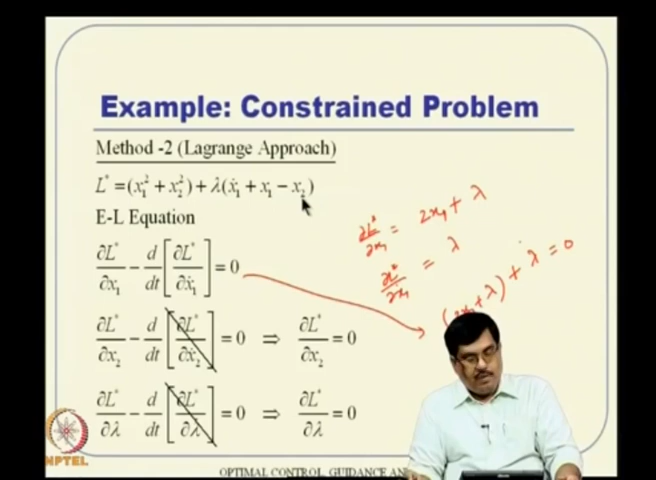 Example: Constrained Problem
Method -2 (Lagrange Approach)
L* = (x₁² + x₂²) + λ(ẋ₁ + x₁ − x₂)
E-L Equation
∂L*/∂x₁ − d/dt [∂L*/∂ẋ₁] = 0
∂L*/∂x₂ − d/dt [∂L*/∂ẋ₂] = 0 ⇒ ∂L*/∂x₂ = 0
∂L*/∂λ − d/dt [∂L*/∂λ̇] = 0 ⇒ ∂L*/∂λ = 0
∂L*/∂x₁ = 2x₁ + λ
∂L*/∂ẋ₁ = λ
+ λ) + λ̇ = 0
NPTEL
OPTIMAL CONTROL, GUIDANCE AN